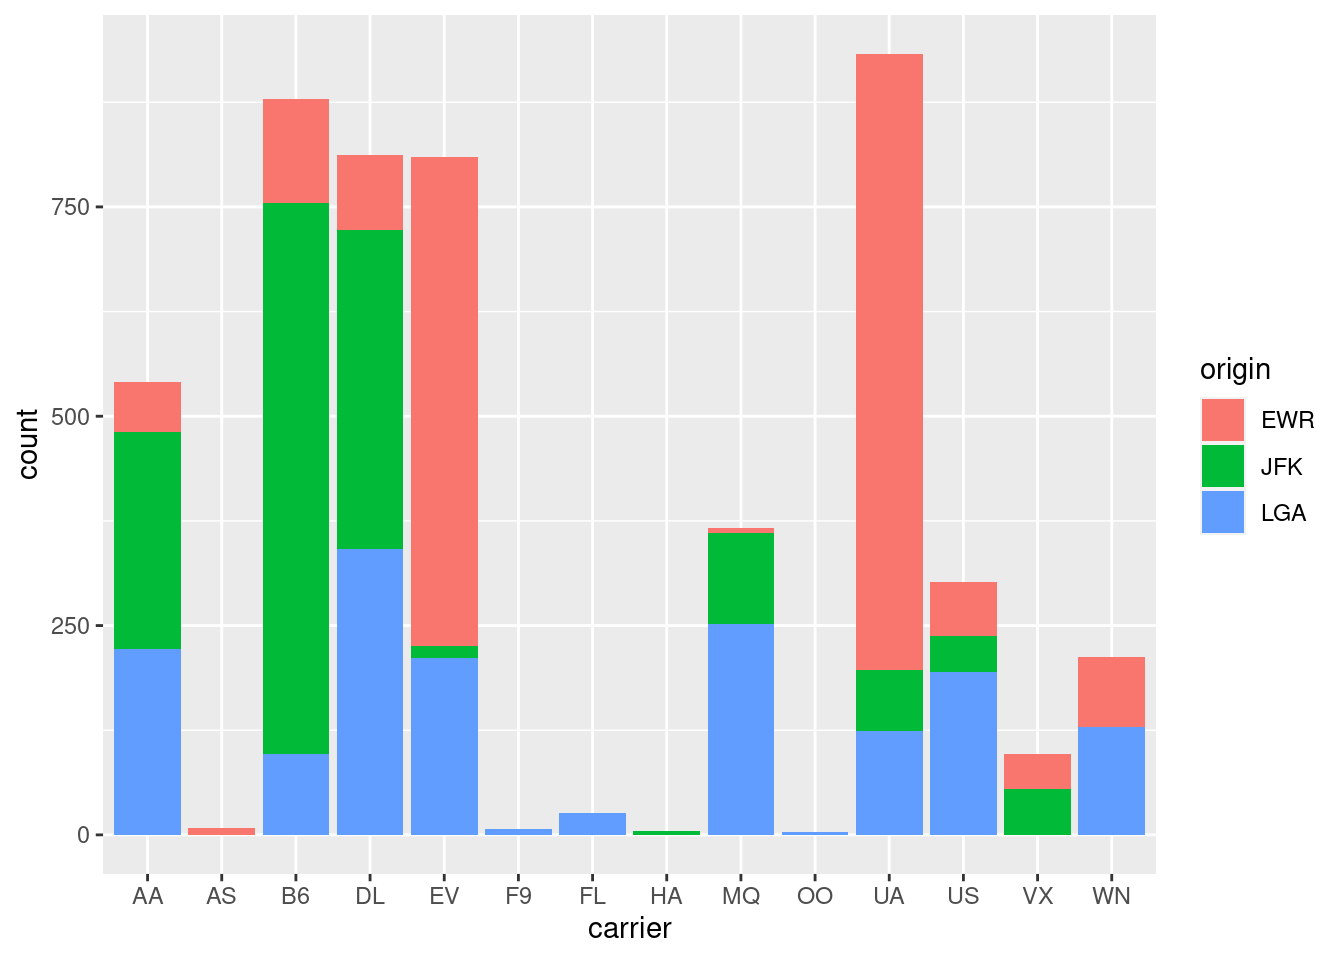 count
750
500
250
0
AA AS B6 DL EV F9 FL HA MQ OO UA US VX WN
carrier
origin
EWR
JFK
LGA